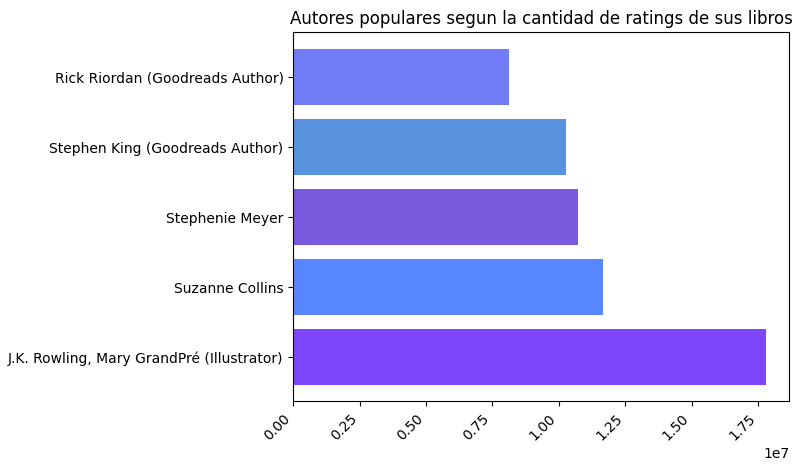 Autores populares segun la cantidad de ratings de sus libros
Rick Riordan (Goodreads Author)
Stephen King (Goodreads Author)
Stephenie Meyer
Suzanne Collins
J.K. Rowling, Mary GrandPré (Illustrator)
0.00 0.25 0.50 0.75 1.00 1.25 1.50 1.75
1e7